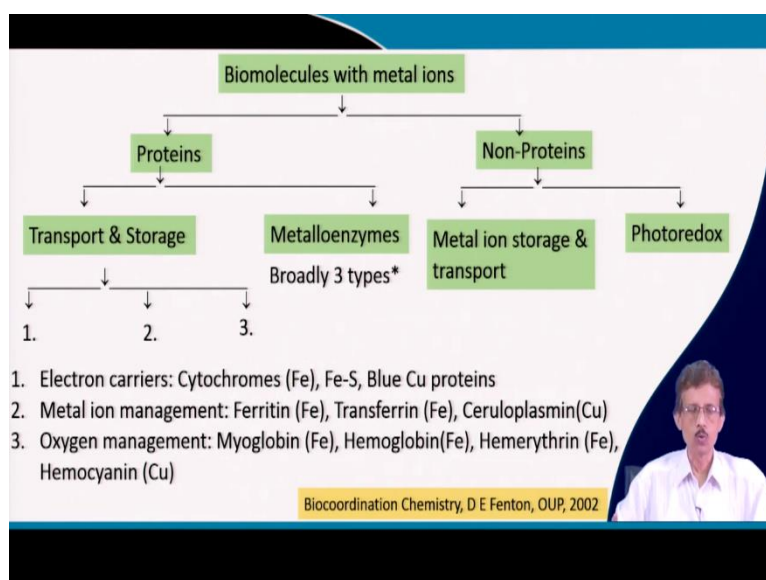 Biomolecules with metal ions
Proteins
Non-Proteins
Transport & Storage
Metalloenzymes
Metal ion storage &
transport
Photoredox
Broadly 3 types*
1.
2.
3.
1. Electron carriers: Cytochromes (Fe), Fe-S, Blue Cu proteins
2. Metal ion management: Ferritin (Fe), Transferrin (Fe), Ceruloplasmin(Cu)
3. Oxygen management: Myoglobin (Fe), Hemoglobin(Fe), Hemerythrin (Fe),
Hemocyanin (Cu)
Biocoordination Chemistry, D E Fenton, OUP, 2002